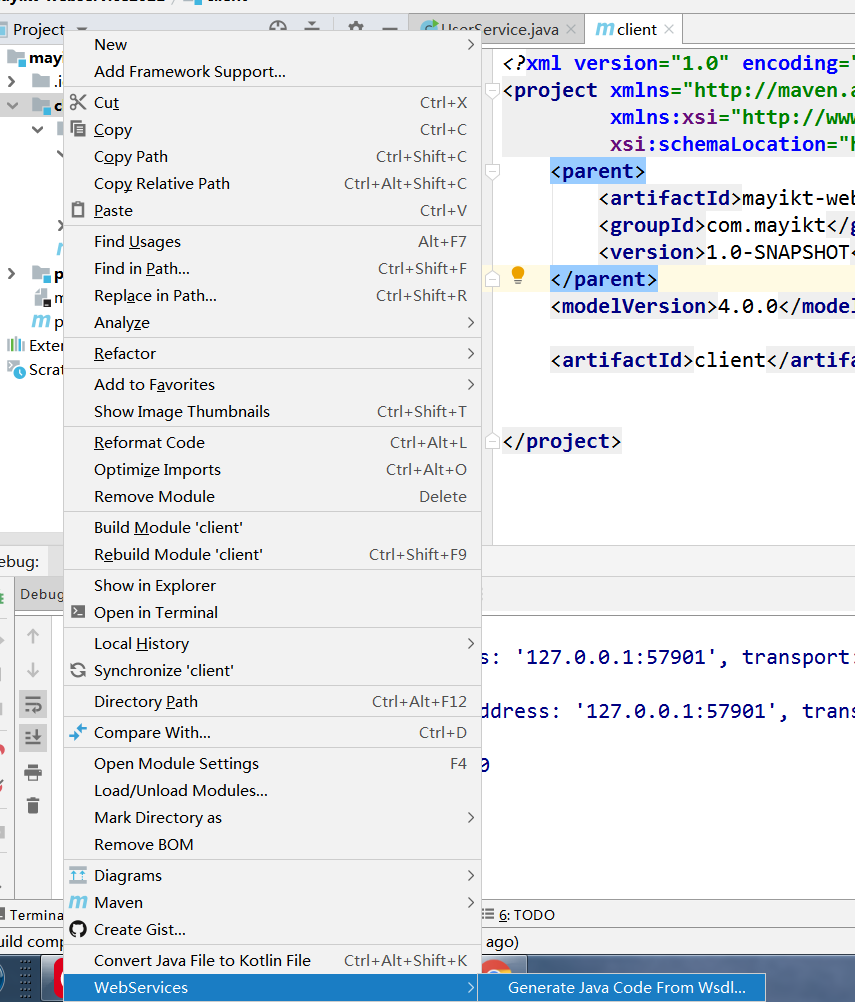 Project
UserService.java
client
New
Add Framework Support...
Cut Ctrl+X
Copy Ctrl+C
Copy Path Ctrl+Shift+C
Copy Relative Path Ctrl+Alt+Shift+C
Paste Ctrl+V
Find Usages Alt+F7
Find in Path... Ctrl+Shift+F
Replace in Path... Ctrl+Shift+R
Analyze
Refactor
Add to Favorites
Show Image Thumbnails Ctrl+Shift+T
Reformat Code Ctrl+Alt+L
Optimize Imports Ctrl+Alt+O
Remove Module Delete
Build Module 'client'
Rebuild Module 'client' Ctrl+Shift+F9
Show in Explorer
Open in Terminal
Local History
Synchronize 'client'
Directory Path Ctrl+Alt+F12
Compare With... Ctrl+D
Open Module Settings F4
Load/Unload Modules...
Mark Directory as
Remove BOM
Diagrams
Maven
Create Gist...
Convert Java File to Kotlin File Ctrl+Alt+Shift+K
WebServices
Generate Java Code From Wsdl...
<?xml version="1.0" encoding="
<project xmlns="http://maven.a
xmlns:xsi="http://www
xsi:schemaLocation="h
<parent>
<artifactId>mayikt-web
<groupId>com.mayikt</g
<version>1.0-SNAPSHOT<
</parent>
<modelVersion>4.0.0</model
<artifactId>client</artifa
</project>
may
Exter
Scrat
ebug:
Debug
s: '127.0.0.1:57901', transport:
ddress: '127.0.0.1:57901', trans
0
Termina
6: TODO
uild comp
ago)